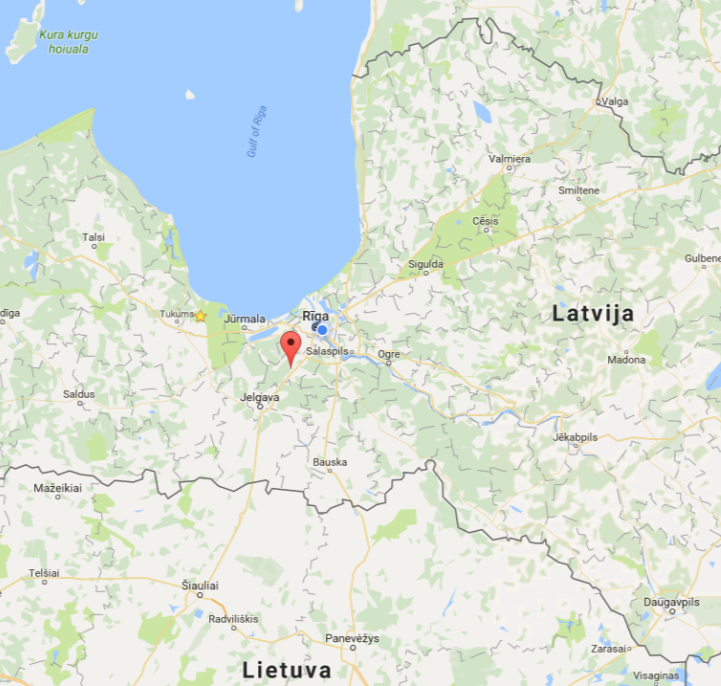 Kura kurgu
hoiuala
Gulf of Riga
Valga
Valmiera
Smiltene
Cēsis
Talsi
Sigulda
Gulbene
Tukums
Jūrmala
Rīga
Latvija
dīga
Salaspils
Ogre
Madona
Saldus
Jelgava
Jēkabpils
Bauska
Mažeikiai
Telšiai
Šiauliai
Daugavpils
Radviliškis
Panevėžys
Zarasai
Lietuva
Visaginas